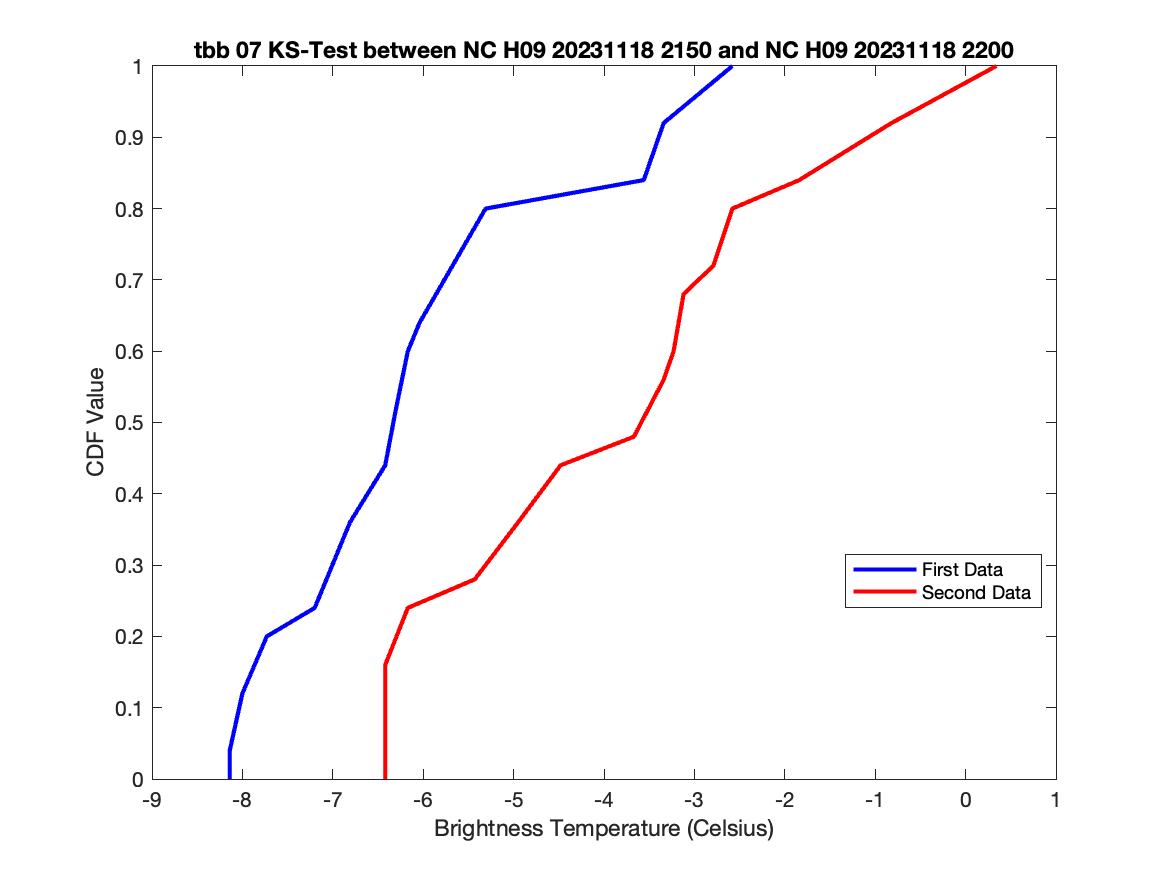 tbb 07 KS-Test between NC H09 20231118 2150 and NC H09 20231118 2200
1
0.9
0.8
0.7
0.6
0.5
0.4
0.3
0.2
0.1
0
CDF Value
First Data
Second Data
-9 -8 -7 -6 -5 -4 -3 -2 -1 0 1
Brightness Temperature (Celsius)